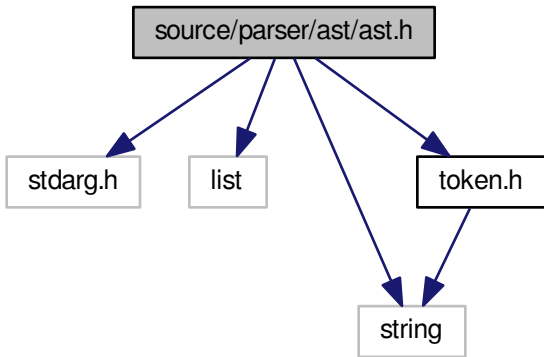 source/parser/ast/ast.h
stdarg.h
list
token.h
string